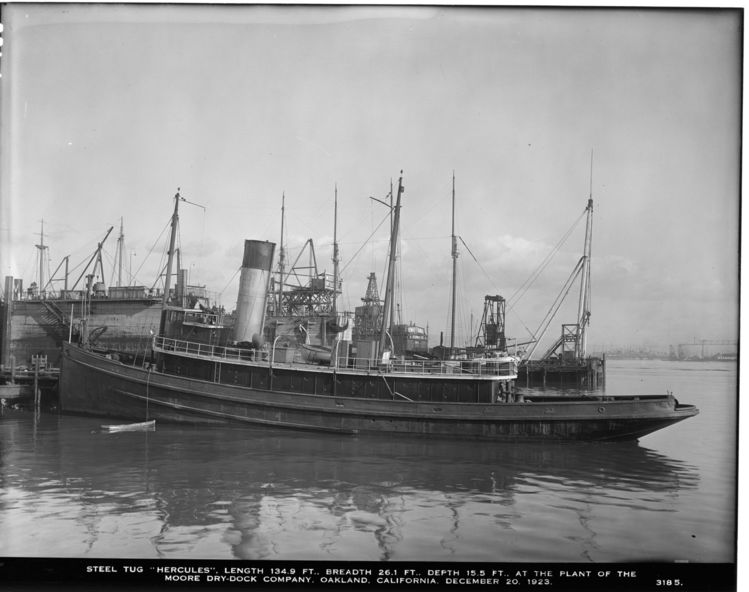 STEEL TUG "HERCULES", LENGTH 134.9 FT., BREADTH 26.1 FT., DEPTH 15.5 FT., AT THE PLANT OF THE
MOORE DRY-DOCK COMPANY, OAKLAND, CALIFORNIA, DECEMBER 20, 1923. 3185.